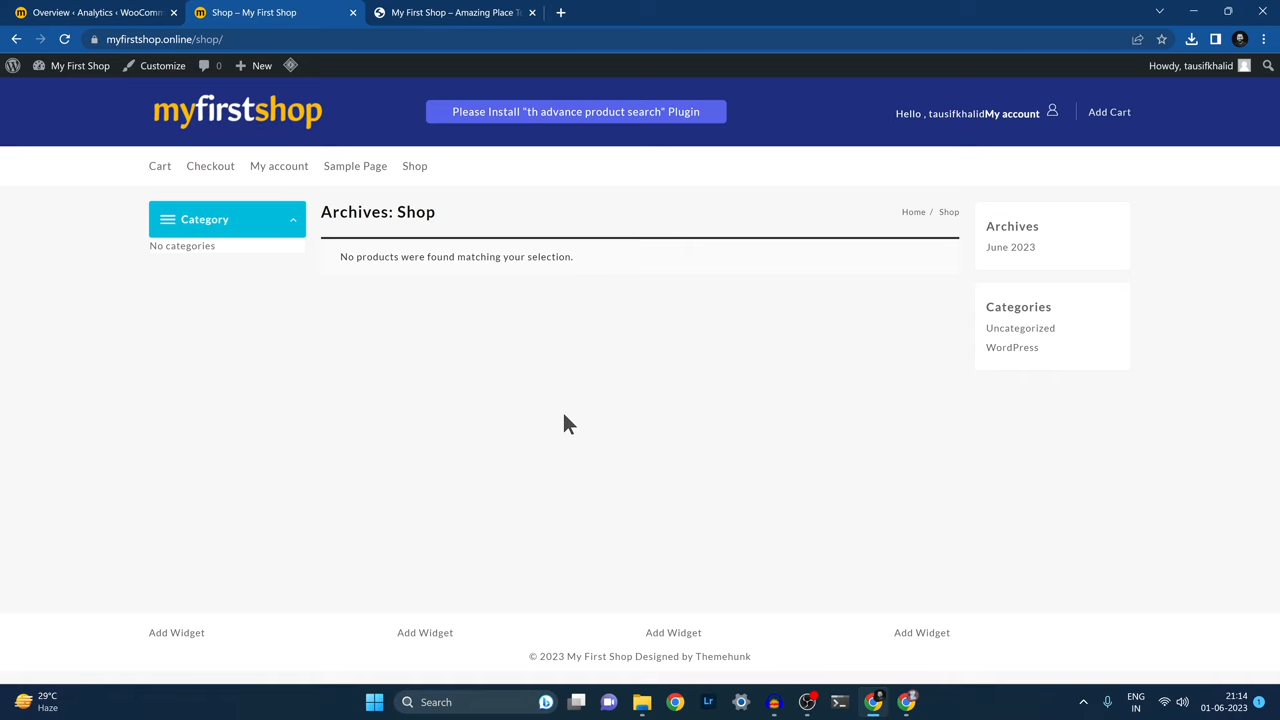 Overview ‹ Analytics ‹ WooComm
Shop – My First Shop
My First Shop – Amazing Place T
myfirstshop.online/shop/
My First Shop
Customize
0
New
Howdy, tausifkhalid
myfirstshop
Please Install "th advance product search" Plugin
Hello , tausifkhalidMy account
Add Cart
Cart
Checkout
My account
Sample Page
Shop
Category
No categories
Archives: Shop
Home / Shop
No products were found matching your selection.
Archives
June 2023
Categories
Uncategorized
WordPress
Add Widget
Add Widget
Add Widget
Add Widget
© 2023 My First Shop Designed by Themehunk
29°C
Haze
Search
Lr
ENG
IN
21:14
01-06-2023
1